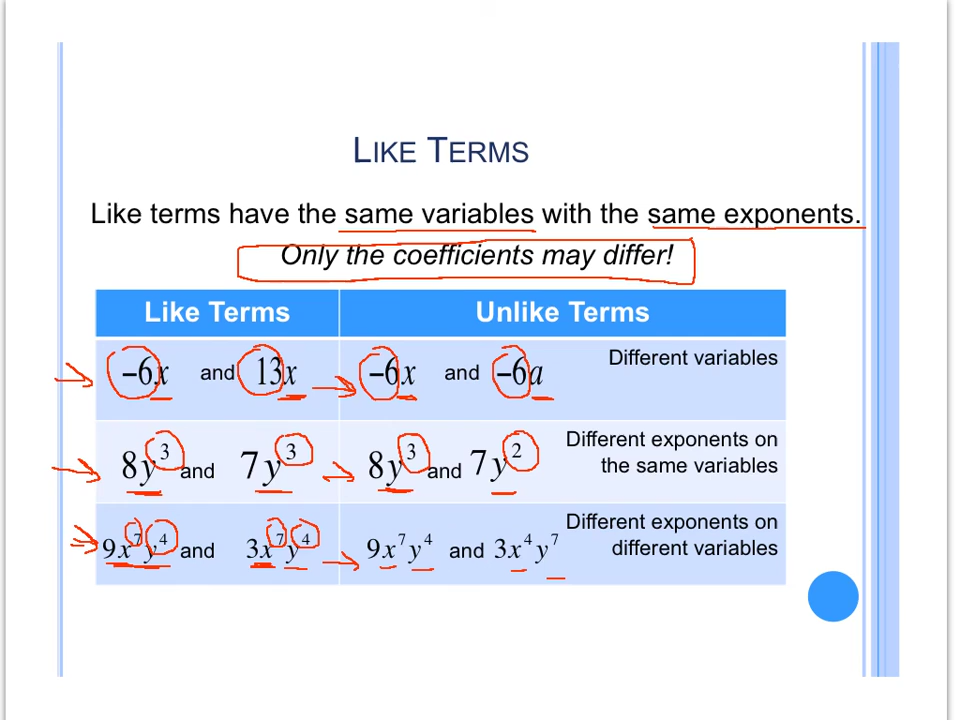 LIKE TERMS
Like terms have the same variables with the same exponents.
Only the coefficients may differ!
Like Terms Unlike Terms
−6x and 13x −6x and −6a Different variables
8y³ and 7y³ 8y³ and 7y² Different exponents on
the same variables
9x⁷y⁴ and 3x⁷y⁴ 9x⁷y⁴ and 3x⁴y⁷ Different exponents on
different variables